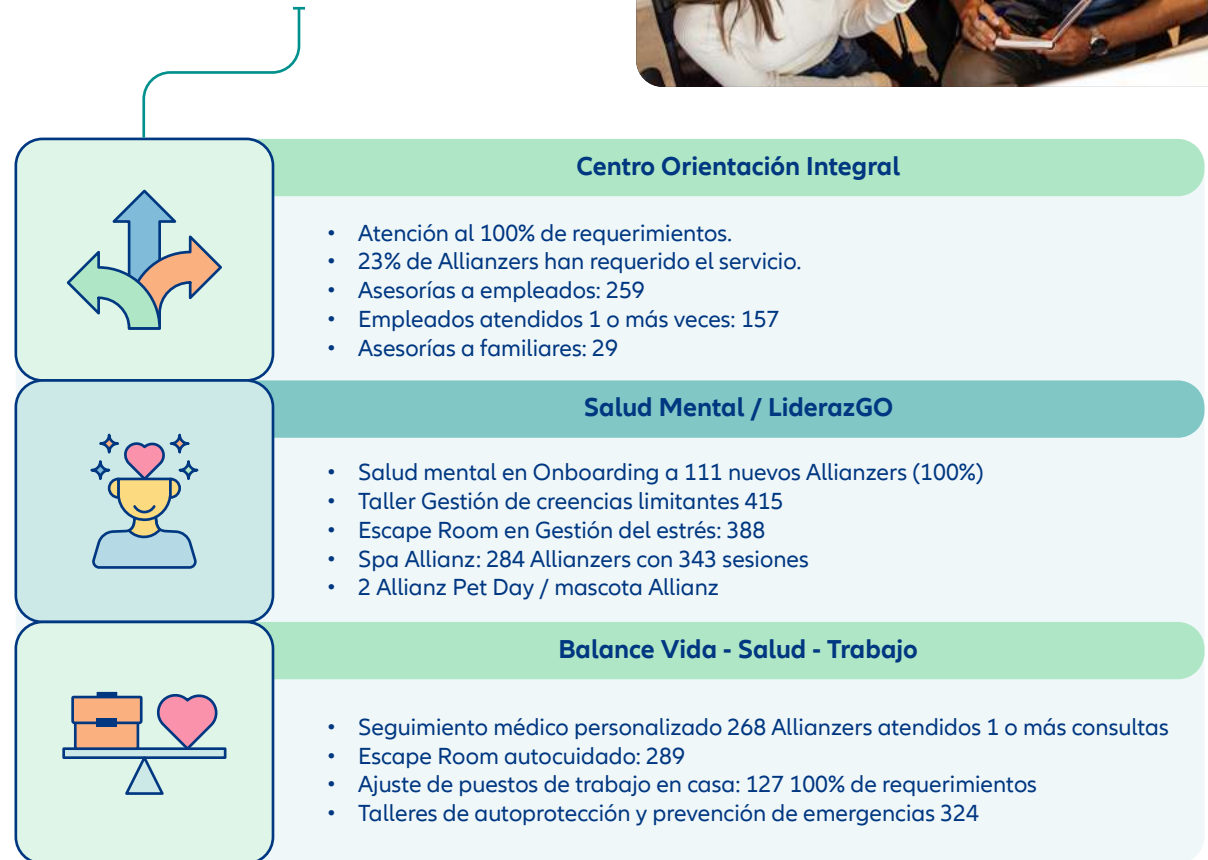 Centro Orientación Integral
• Atención al 100% de requerimientos.
• 23% de Allianzers han requerido el servicio.
• Asesorías a empleados: 259
• Empleados atendidos 1 o más veces: 157
• Asesorías a familiares: 29
Salud Mental / LiderazGO
• Salud mental en Onboarding a 111 nuevos Allianzers (100%)
• Taller Gestión de creencias limitantes 415
• Escape Room en Gestión del estrés: 388
• Spa Allianz: 284 Allianzers con 343 sesiones
• 2 Allianz Pet Day / mascota Allianz
Balance Vida - Salud - Trabajo
• Seguimiento médico personalizado 268 Allianzers atendidos 1 o más consultas
• Escape Room autocuidado: 289
• Ajuste de puestos de trabajo en casa: 127 100% de requerimientos
• Talleres de autoprotección y prevención de emergencias 324